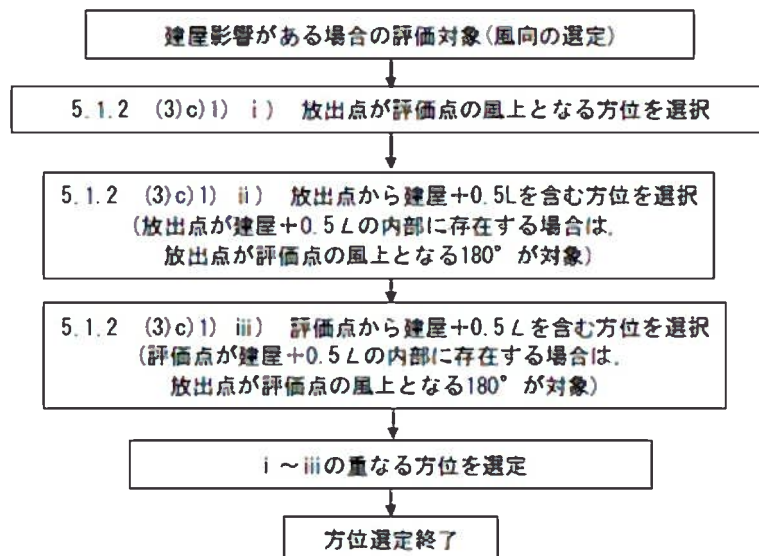 建屋影響がある場合の評価対象(風向の選定)
5.1.2 (3)c)1) ⅰ) 放出点が評価点の風上となる方位を選択
5.1.2 (3)c)1) ⅱ) 放出点から建屋+0.5Lを含む方位を選択
(放出点が建屋+0.5Lの内部に存在する場合は,
放出点が評価点の風上となる180°が対象)
5.1.2 (3)c)1) ⅲ) 評価点から建屋+0.5Lを含む方位を選択
(評価点が建屋+0.5Lの内部に存在する場合は,
放出点が評価点の風上となる180°が対象)
ⅰ~ⅲの重なる方位を選定
方位選定終了